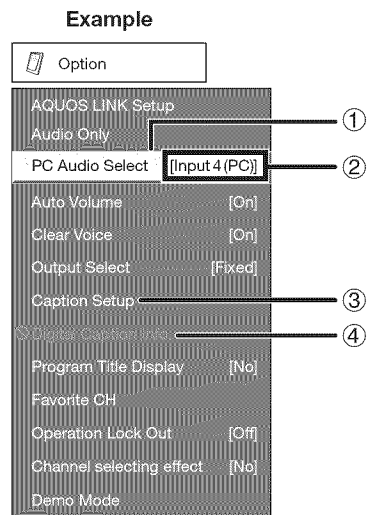 Example
Option
AQUOS LINK Setup
Audio Only
①
PC Audio Select [Input 4 (PC)]
②
Auto Volume [On]
Clear Voice [On]
Output Select [Fixed]
Caption Setup
③
Digital Caption Info.
④
Program Title Display [No]
Favorite CH
Operation Lock Out [Off]
Channel selecting effect [No]
Demo Mode